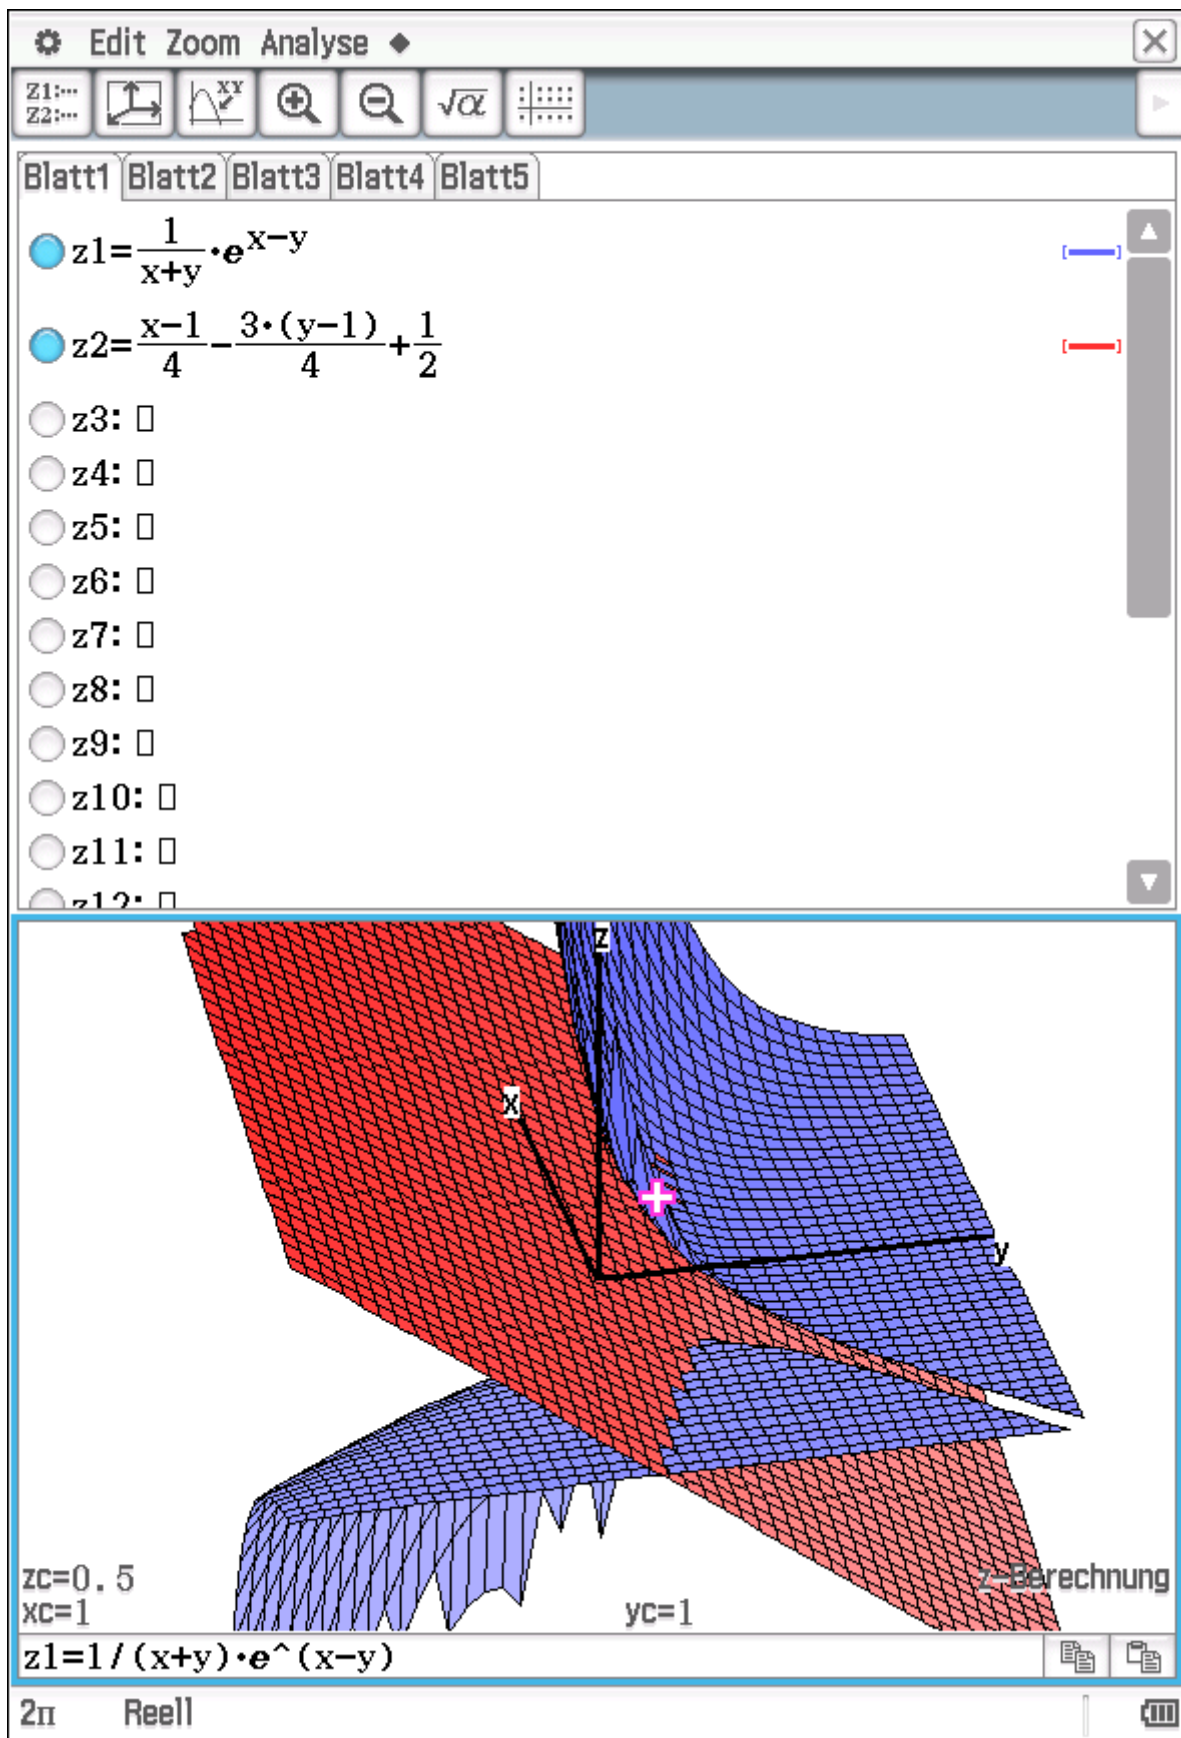 Edit Zoom Analyse
Z1:··· XY √α
Z2:···
Blatt1 Blatt2 Blatt3 Blatt4 Blatt5
z1=1/(x+y)·e^(x−y)
z2=(x−1)/4−(3·(y−1))/4+1/2
z3:
z4:
z5:
z6:
z7:
z8:
z9:
z10:
z11:
z12:
z
x
y
zc=0.5 z-Berechnung
xc=1 yc=1
z1=1/(x+y)·e^(x−y)
2π Reell